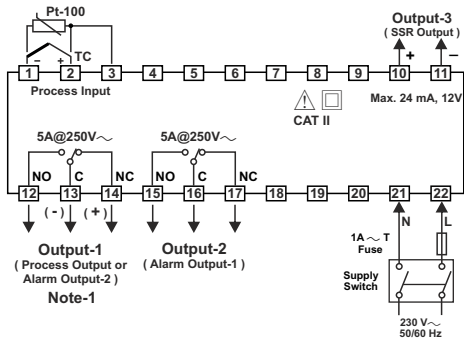 Pt-100
TC
– +
1 2 3 4 5 6 7 8 9 10 11
Process Input
Output-3
( SSR Output )
+ –
Max. 24 mA, 12V
CAT II
5A@250V~
5A@250V~
NO C NC NO C NC
12 13 14 15 16 17 18 19 20 21 22
(-) (+)
Output-1
( Process Output or
Alarm Output-2 )
Note-1
Output-2
( Alarm Output-1 )
N L
1A ~ T
Fuse
Supply
Switch
230 V~
50/60 Hz